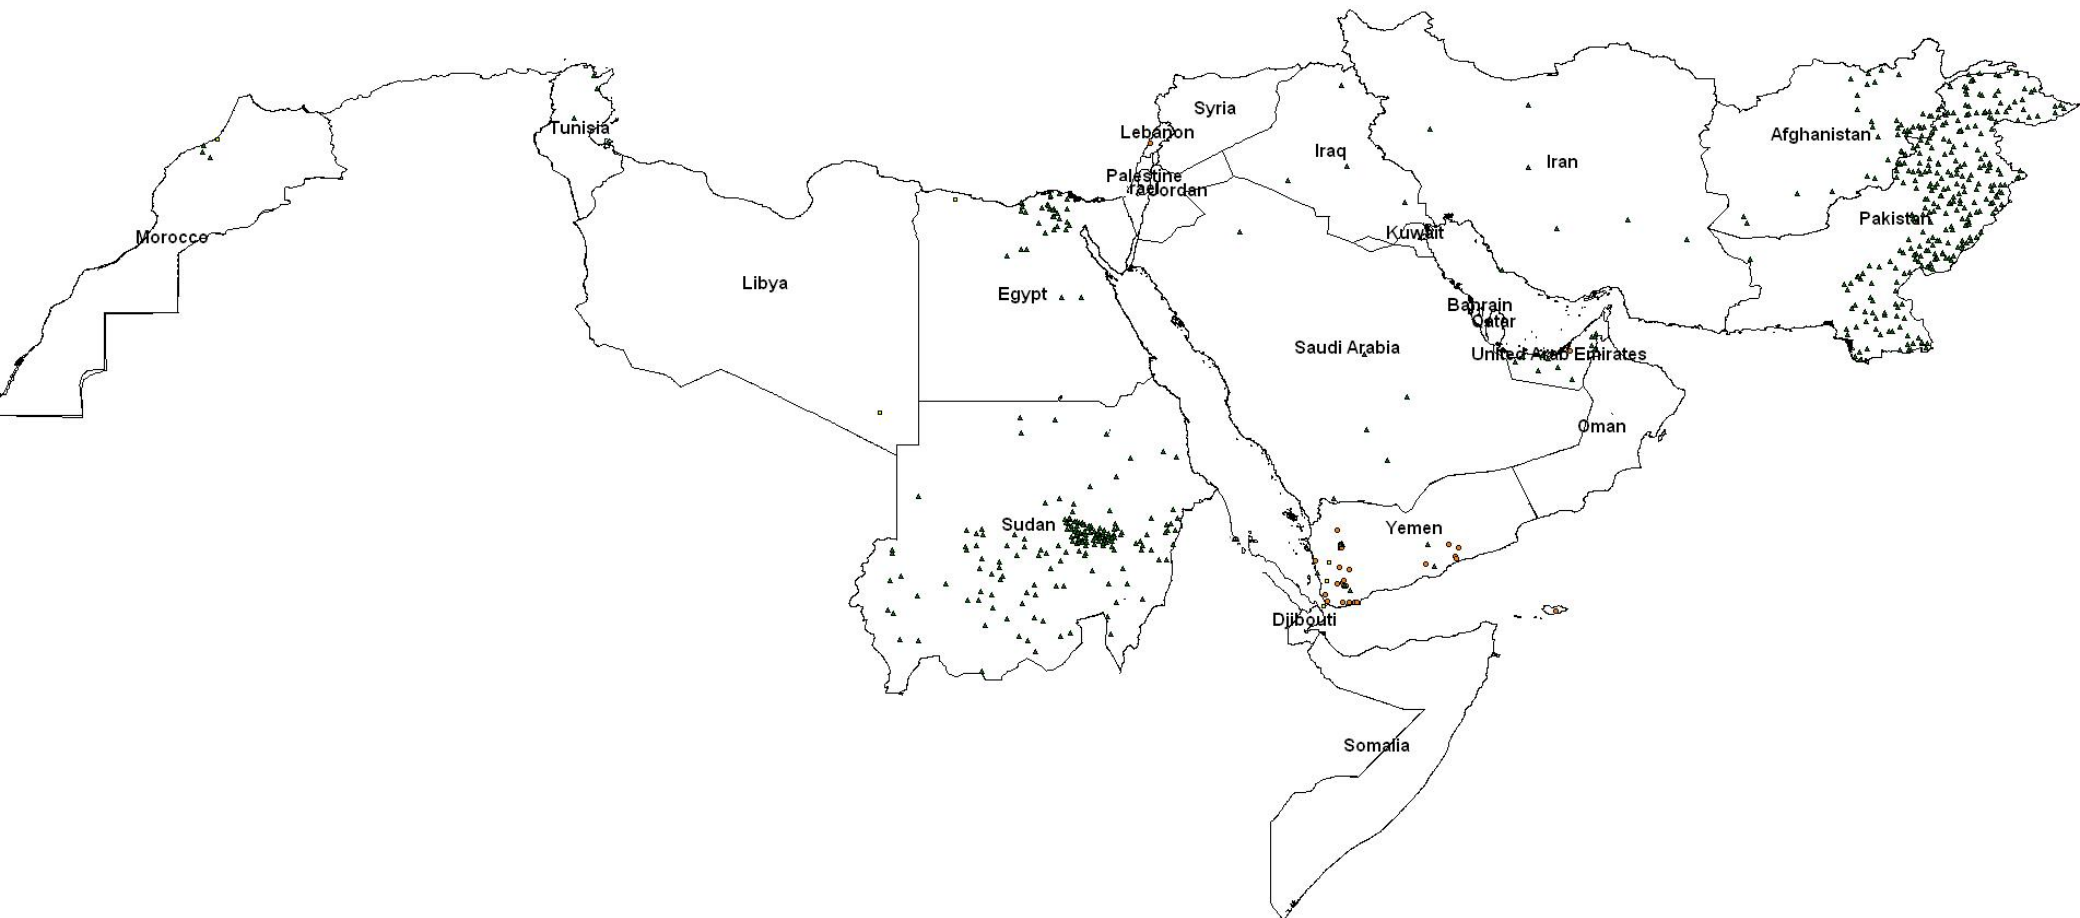 Syria
Lebanon
Tunisia
Afghanistan
Iraq
Iran
Palestine
Jordan
Pakistan
Morocco
Kuwait
Libya
Egypt
Bahrain
Qatar
Saudi Arabia
United Arab Emirates
Oman
Sudan
Yemen
Djibouti
Somalia